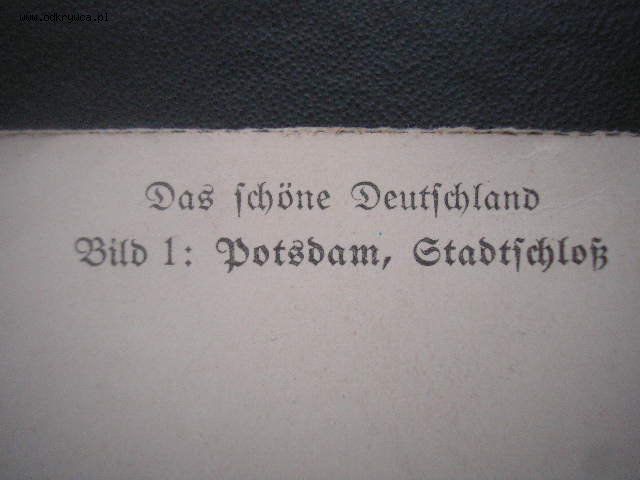 www.odkrywca.pl
Das ſchöne Deutſchland
Bild 1: Potsdam, Stadtſchloß